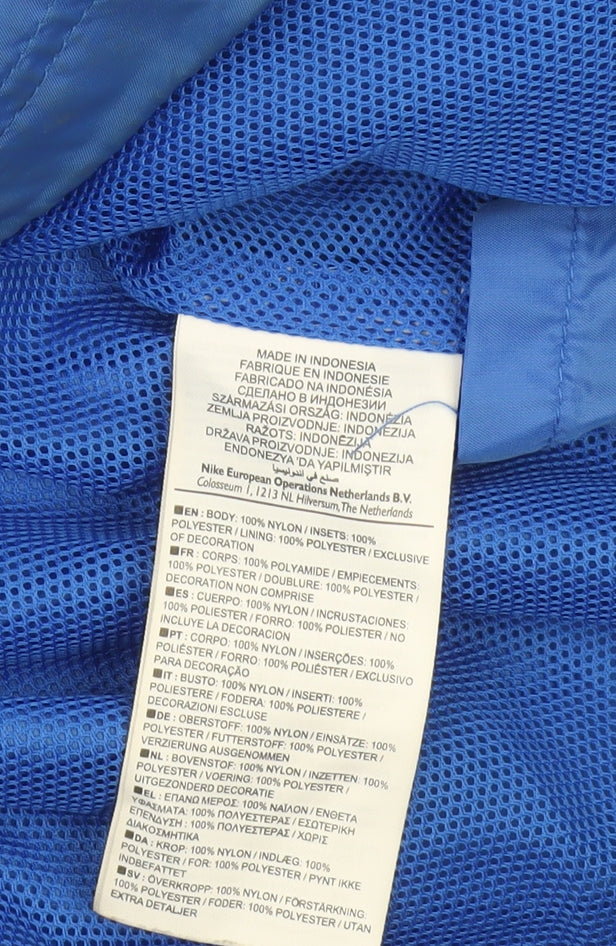 MADE IN INDONESIA
FABRIQUE EN INDONESIE
FABRICADO NA INDONÉSIA
СДЕЛАНО В ИНДОНЕЗИИ
SZÁRMAZÁSI ORSZÁG: INDONÉZIA
ZEMLJA PROIZVODNJE: INDONEZIJA
RAŽOTS: INDONĒZIJĀ
DRŽAVA PROIZVODNJE: INDONEZIJA
ENDONEZYA 'DA YAPILMIŞTIR
صنع في اندونيسيا
Nike European Operations Netherlands B.V.
Colosseum 1, 1213 NL Hilversum, The Netherlands
EN : BODY: 100% NYLON / INSETS: 100%
POLYESTER / LINING: 100% POLYESTER / EXCLUSIVE
OF DECORATION
FR : CORPS: 100% POLYAMIDE / EMPIECEMENTS:
100% POLYESTER / DOUBLURE: 100% POLYESTER /
DECORATION NON COMPRISE
ES : CUERPO: 100% NYLON / INCRUSTACIONES:
100% POLIESTER / FORRO: 100% POLIESTER / NO
INCLUYE LA DECORACION
PT : CORPO: 100% NYLON / INSERÇÕES: 100%
POLIÉSTER / FORRO: 100% POLIÉSTER / EXCLUSIVO
PARA DECORAÇÃO
IT : BUSTO: 100% NYLON / INSERTI: 100%
POLIESTERE / FODERA: 100% POLIESTERE /
DECORAZIONI ESCLUSE
DE : OBERSTOFF: 100% NYLON / EINSÄTZE: 100%
POLYESTER / FUTTERSTOFF: 100% POLYESTER /
VERZIERUNG AUSGENOMMEN
NL : BOVENSTOF: 100% NYLON / INZETTEN: 100%
POLYESTER / VOERING: 100% POLYESTER /
UITGEZONDERD DECORATIE
EL : ΕΠΑΝΩ ΜΕΡΟΣ: 100% ΝΑΪΛΟΝ / ΕΝΘΕΤΑ
ΥΦΑΣΜΑΤΑ: 100% ΠΟΛΥΕΣΤΕΡΑΣ / ΕΣΩΤΕΡΙΚΗ
ΕΠΕΝΔΥΣΗ : 100% ΠΟΛΥΕΣΤΕΡΑΣ / ΧΩΡΙΣ
ΔΙΑΚΟΣΜΗΤΙΚΑ
DA : KROP: 100% NYLON / INDLÆG: 100%
POLYESTER / FOR: 100% POLYESTER / PYNT IKKE
INDBEFATTET
SV : ÖVERKROPP: 100% NYLON / FÖRSTÄRKNING:
100% POLYESTER / FODER: 100% POLYESTER / UTAN
EXTRA DETALJER